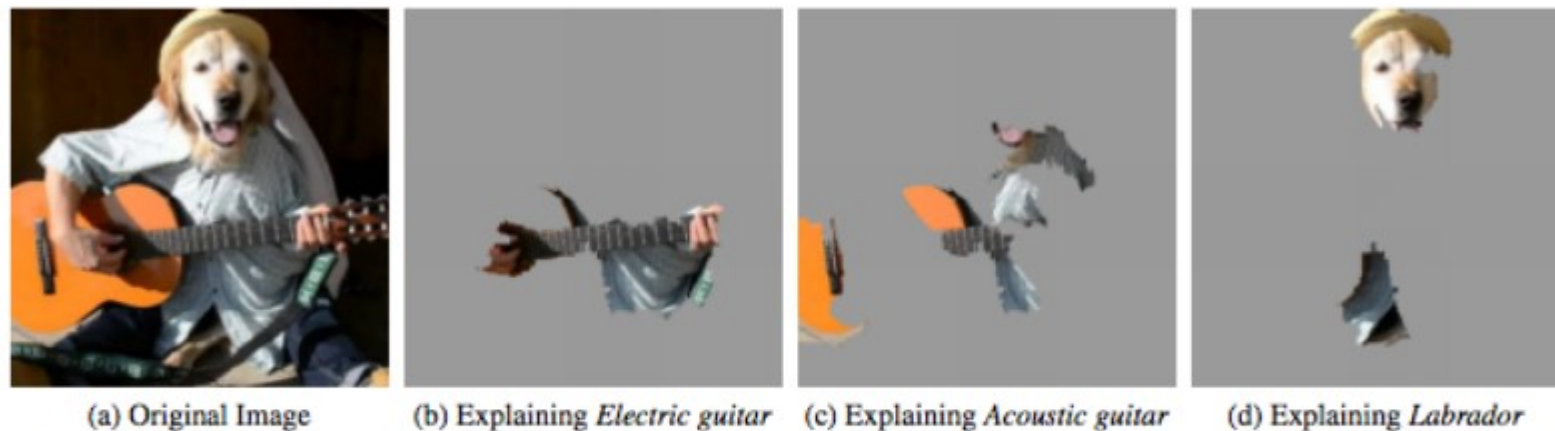 (a) Original Image
(b) Explaining Electric guitar
(c) Explaining Acoustic guitar
(d) Explaining Labrador